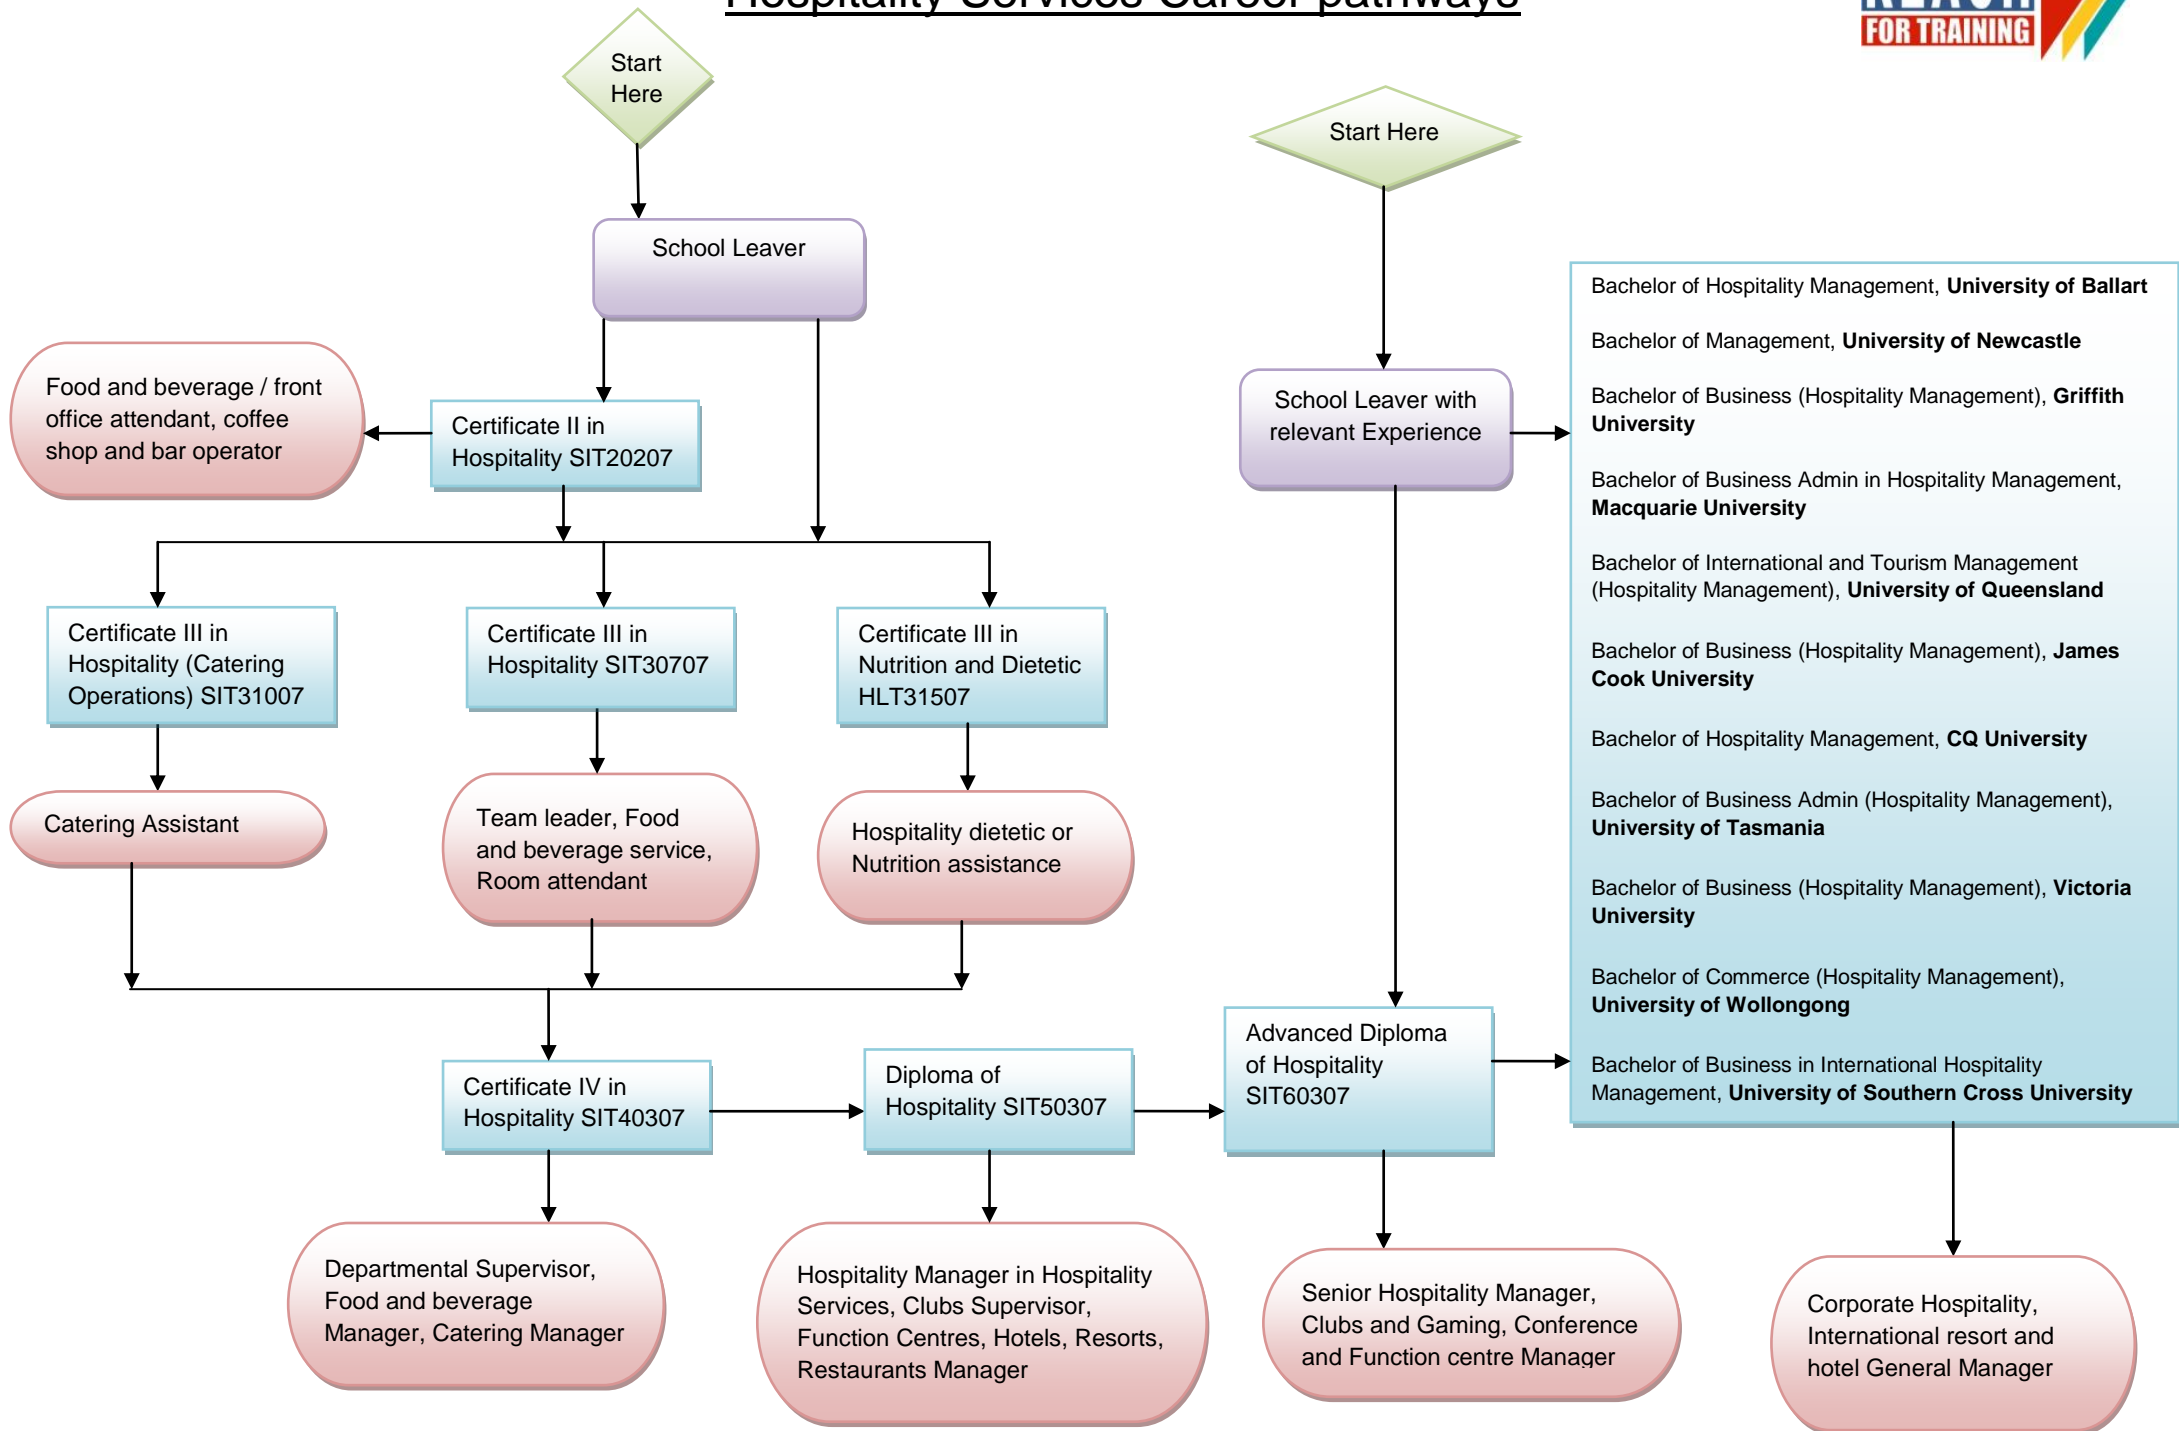 Hospitality Services Career pathways
REACH
FOR TRAINING
Start
Here
Start Here
School Leaver
Food and beverage / front
office attendant, coffee
shop and bar operator
Certificate II in
Hospitality SIT20207
School Leaver with
relevant Experience
Bachelor of Hospitality Management, University of Ballart
Bachelor of Management, University of Newcastle
Bachelor of Business (Hospitality Management), Griffith
University
Bachelor of Business Admin in Hospitality Management,
Macquarie University
Bachelor of International and Tourism Management
(Hospitality Management), University of Queensland
Bachelor of Business (Hospitality Management), James
Cook University
Bachelor of Hospitality Management, CQ University
Bachelor of Business Admin (Hospitality Management),
University of Tasmania
Bachelor of Business (Hospitality Management), Victoria
University
Bachelor of Commerce (Hospitality Management),
University of Wollongong
Bachelor of Business in International Hospitality
Management, University of Southern Cross University
Certificate III in
Hospitality (Catering
Operations) SIT31007
Certificate III in
Hospitality SIT30707
Certificate III in
Nutrition and Dietetic
HLT31507
Catering Assistant
Team leader, Food
and beverage service,
Room attendant
Hospitality dietetic or
Nutrition assistance
Certificate IV in
Hospitality SIT40307
Diploma of
Hospitality SIT50307
Advanced Diploma
of Hospitality
SIT60307
Departmental Supervisor,
Food and beverage
Manager, Catering Manager
Hospitality Manager in Hospitality
Services, Clubs Supervisor,
Function Centres, Hotels, Resorts,
Restaurants Manager
Senior Hospitality Manager,
Clubs and Gaming, Conference
and Function centre Manager
Corporate Hospitality,
International resort and
hotel General Manager